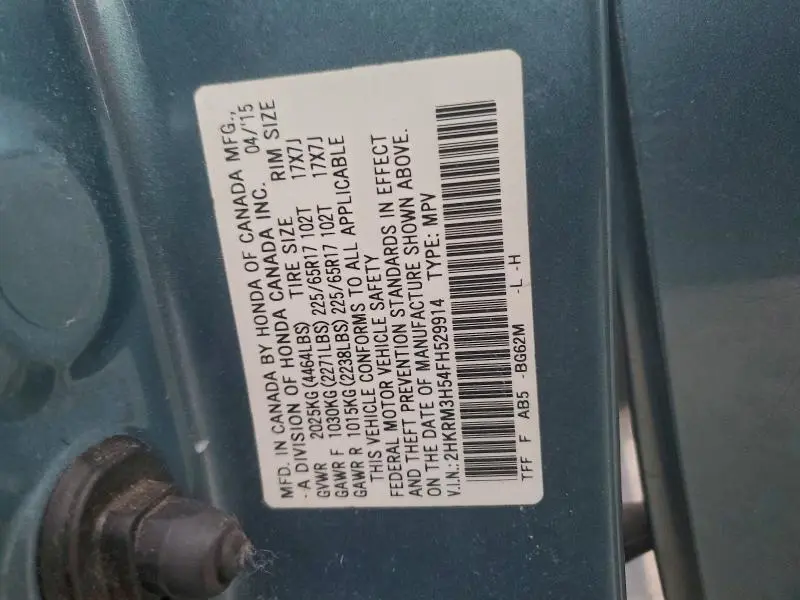 MFD. IN CANADA BY HONDA OF CANADA MFG.,
-A DIVISION OF HONDA CANADA INC. 04/'15
TIRE SIZE RIM SIZE
GVWR 2025KG(4464LBS)
GAWR F 1030KG(2271LBS) 225/65R17 102T 17X7J
GAWR R 1015KG(2238LBS) 225/65R17 102T 17X7J
THIS VEHICLE CONFORMS TO ALL APPLICABLE
FEDERAL MOTOR VEHICLE SAFETY
AND THEFT PREVENTION STANDARDS IN EFFECT
ON THE DATE OF MANUFACTURE SHOWN ABOVE.
V.I.N.:2HKRM3H54FH529914 TYPE: MPV
TFF F AB5 -BG62M -L -H